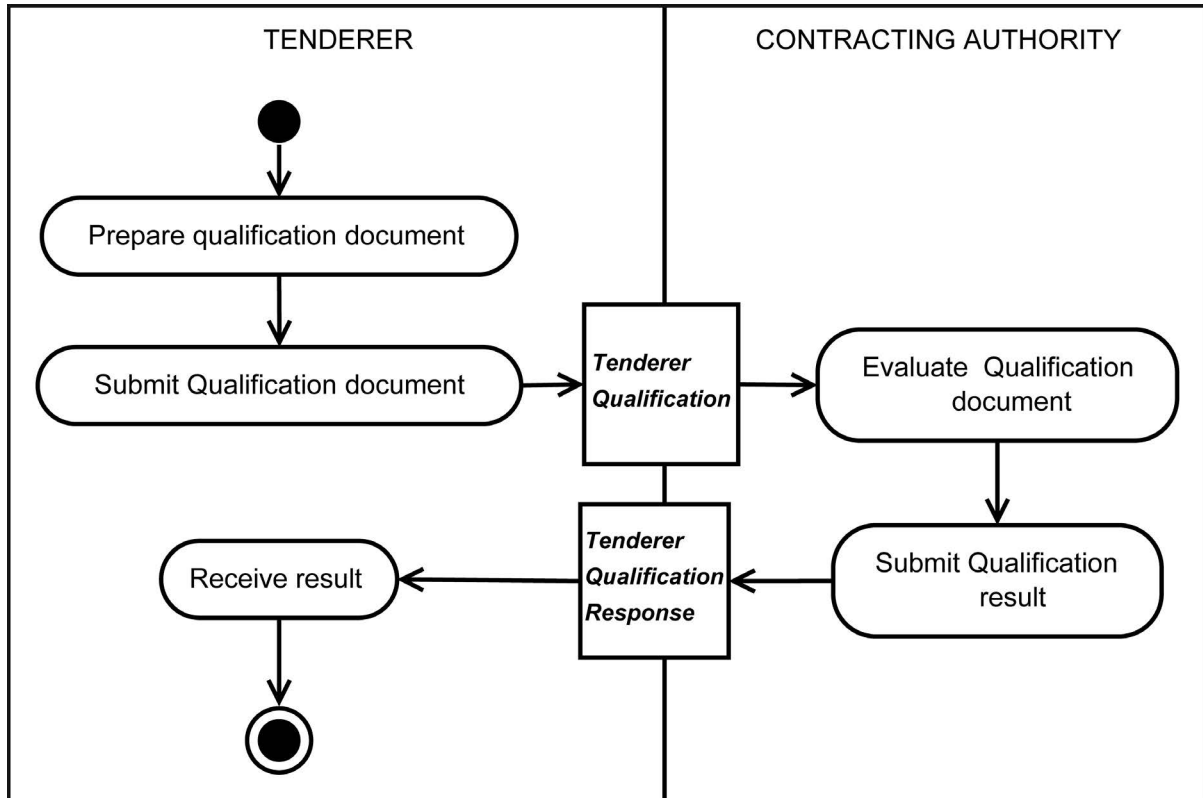 TENDERER
CONTRACTING AUTHORITY
Prepare qualification document
Submit Qualification document
Tenderer
Qualification
Evaluate  Qualification
document
Submit Qualification
result
Tenderer
Qualification
Response
Receive result